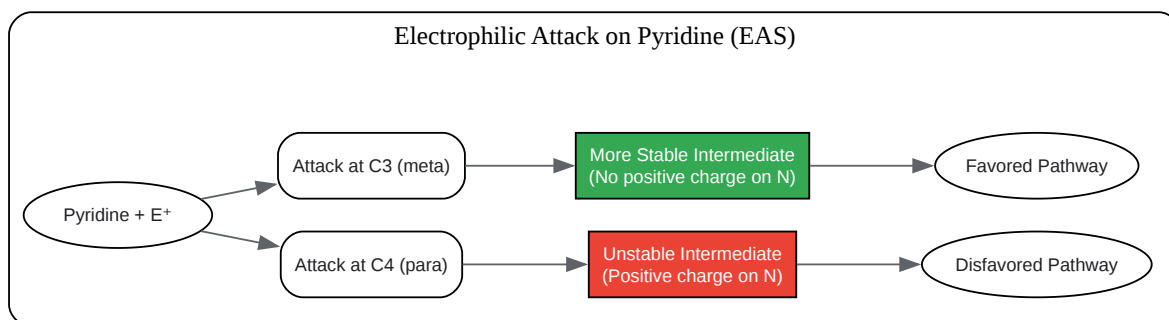 Electrophilic Attack on Pyridine (EAS)
Pyridine + E⁺
Attack at C3 (meta)
More Stable Intermediate
(No positive charge on N)
Favored Pathway
Attack at C4 (para)
Unstable Intermediate
(Positive charge on N)
Disfavored Pathway